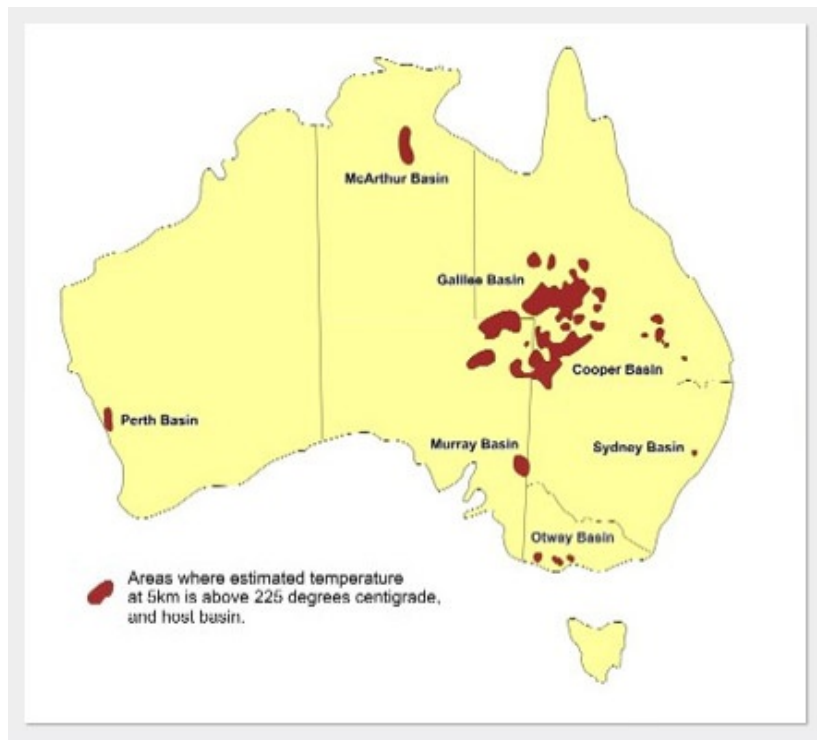 McArthur Basin
Galilee Basin
Cooper Basin
Perth Basin
Murray Basin
Sydney Basin
Otway Basin
Areas where estimated temperature
at 5km is above 225 degrees centigrade,
and host basin.